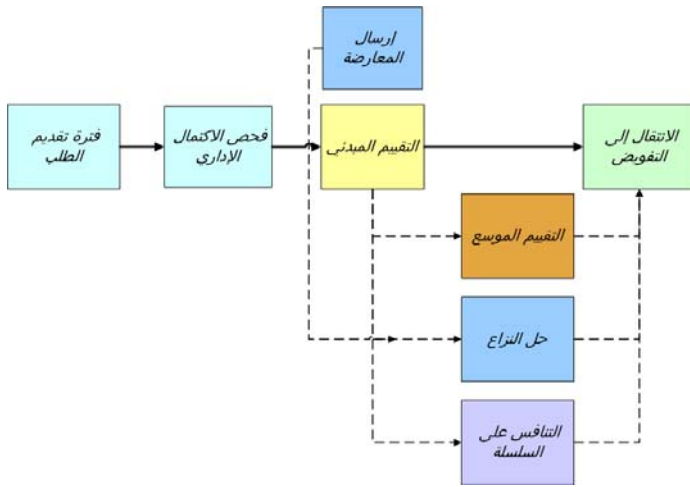 إرسال
المعارضة
فترة تقديم
الطلب
فحص الاكتمال
الإداري
التقييم المبدئي
الانتقال إلى
التفويض
التقييم الموسع
حل النزاع
التنافس على
السلسلة